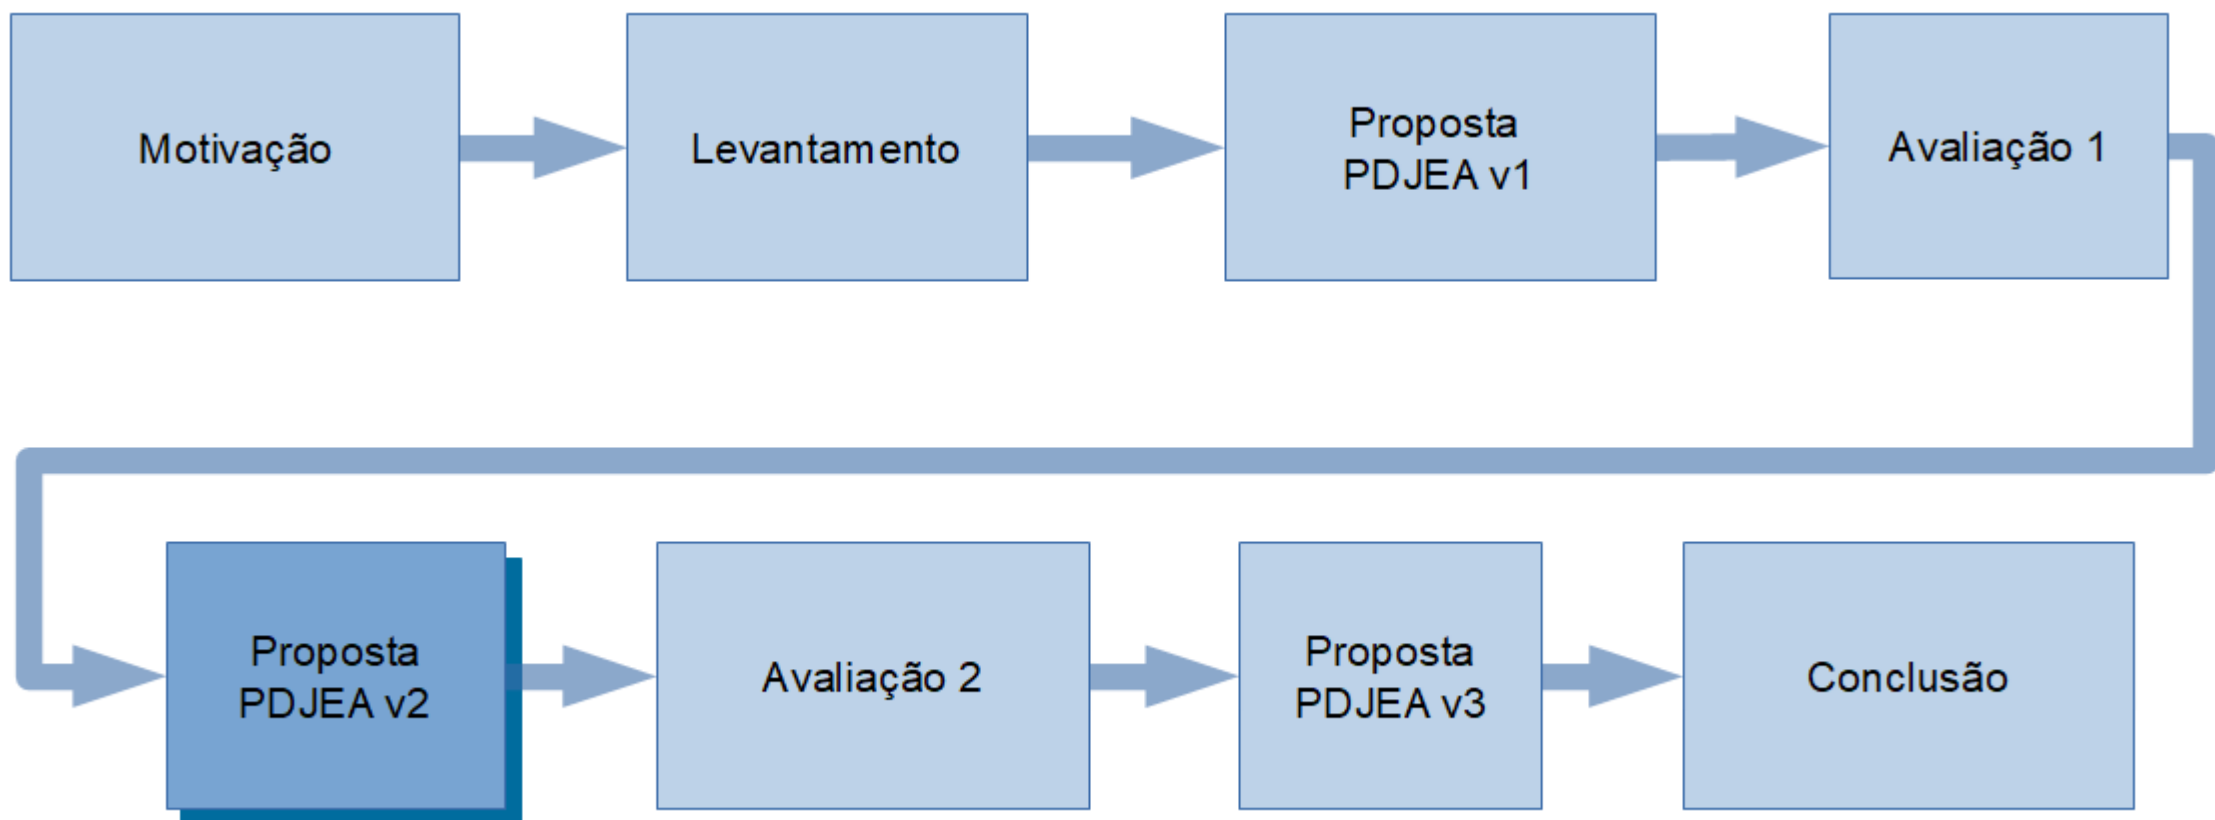 Motivação
Levantamento
Proposta
PDJEA v1
Avaliação 1
Proposta
PDJEA v2
Avaliação 2
Proposta
PDJEA v3
Conclusão